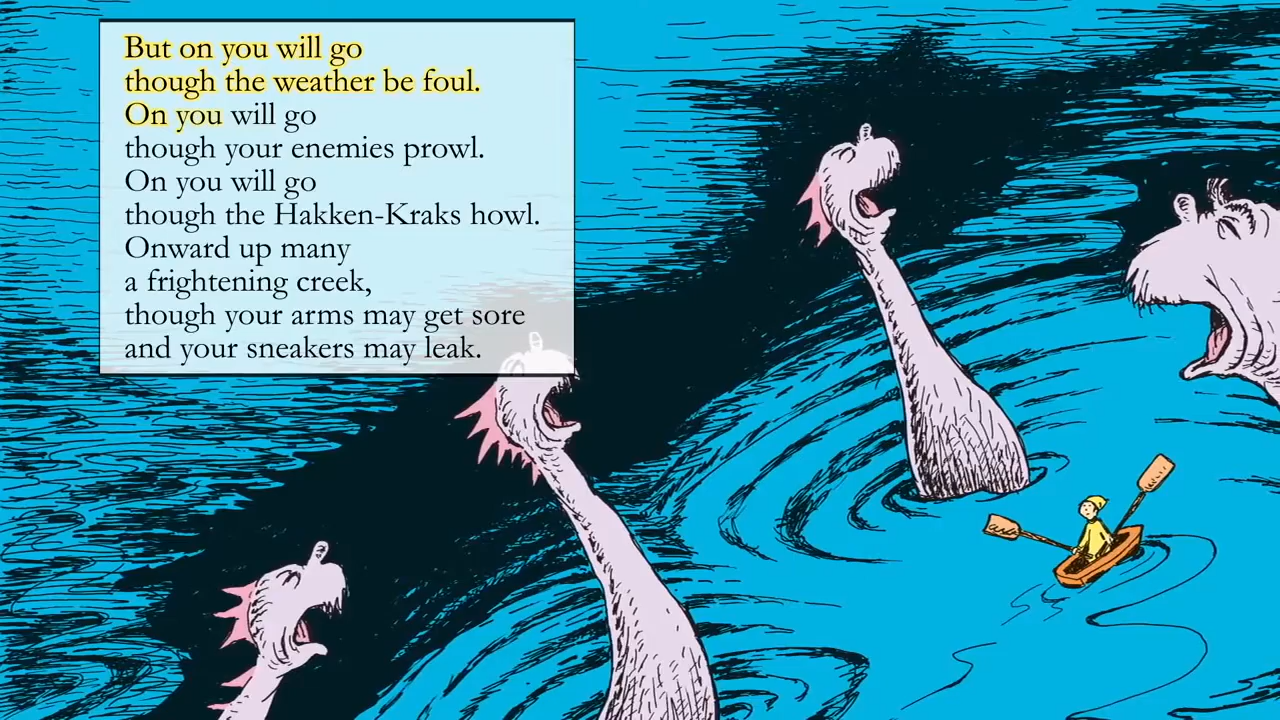 But on you will go
though the weather be foul.
On you will go
though your enemies prowl.
On you will go
though the Hakken-Kraks howl.
Onward up many
a frightening creek,
though your arms may get sore
and your sneakers may leak.